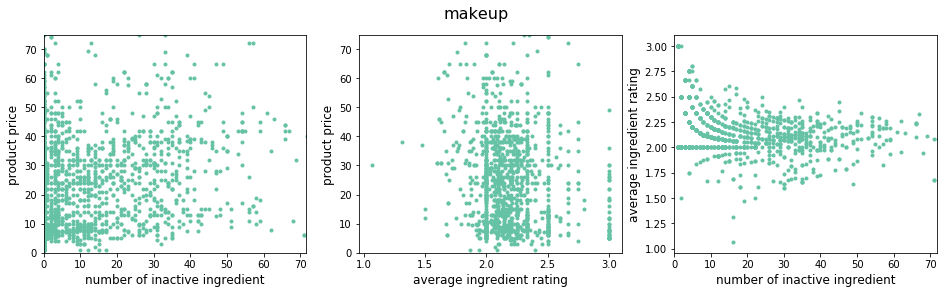 makeup
product price
70
60
50
40
30
20
10
0
0 10 20 30 40 50 60 70
number of inactive ingredient
product price
70
60
50
40
30
20
10
0
1.0 1.5 2.0 2.5 3.0
average ingredient rating
average ingredient rating
3.00
2.75
2.50
2.25
2.00
1.75
1.50
1.25
1.00
0 10 20 30 40 50 60 70
number of inactive ingredient